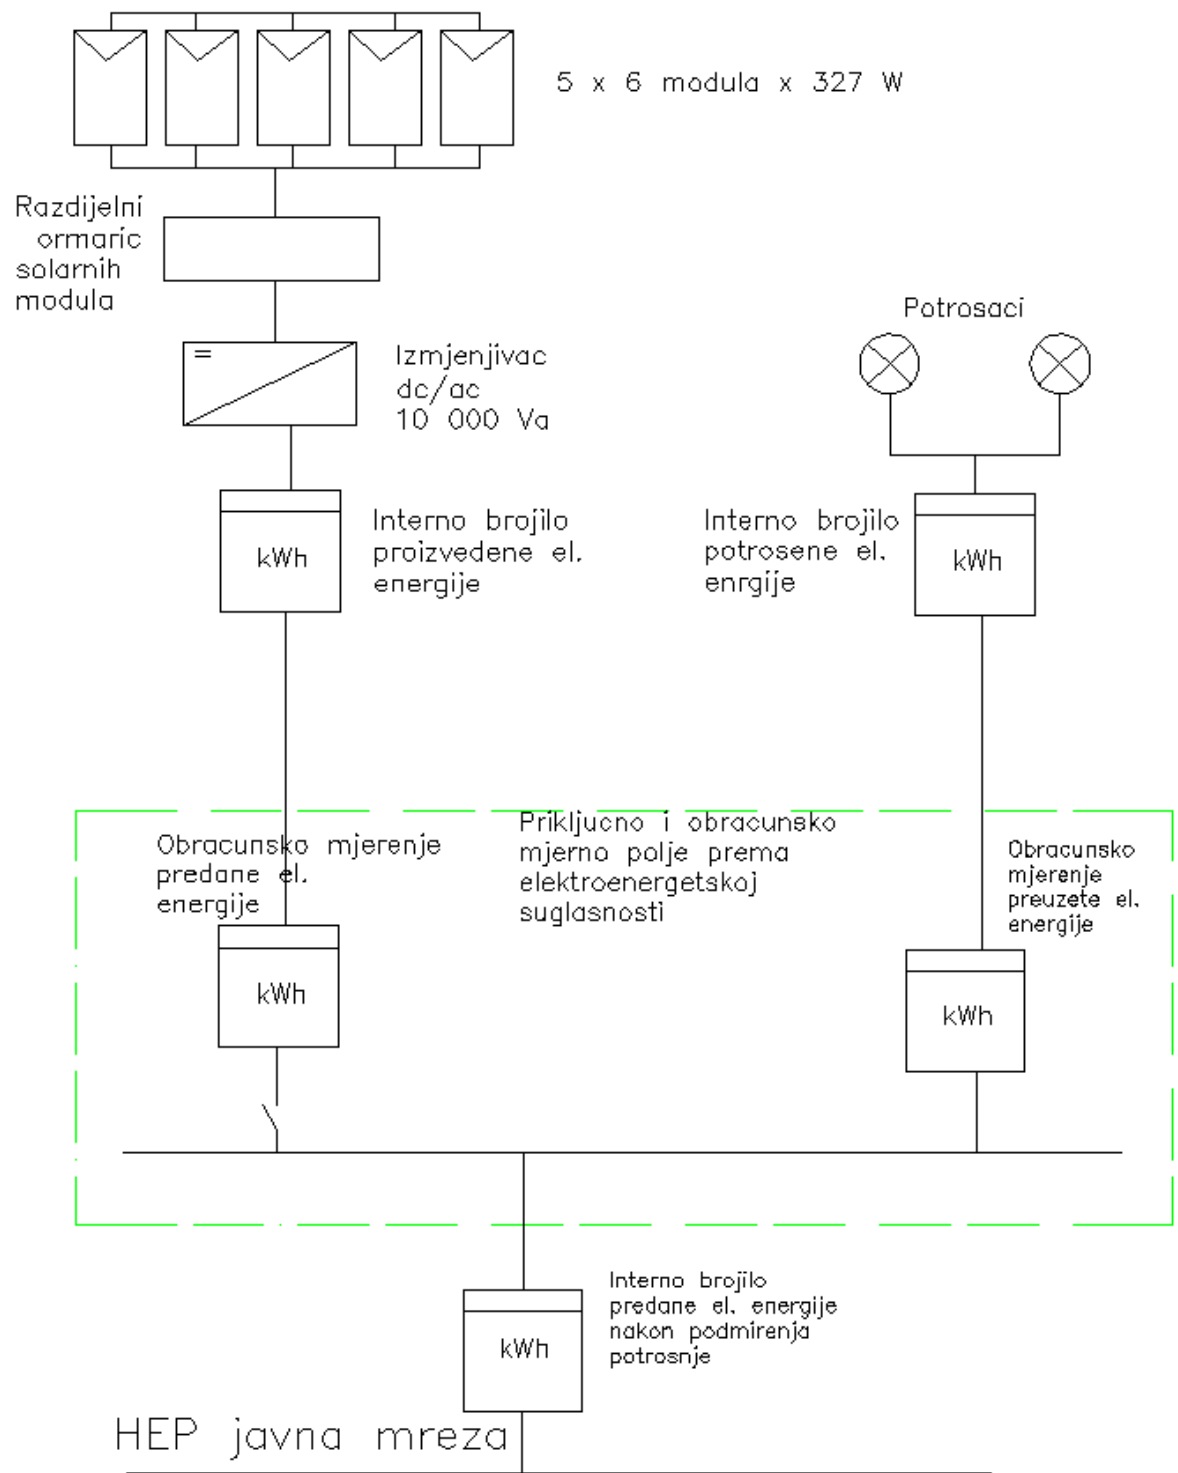 5 x 6 modula x 327 W
Razdijelni
ormaric
solarnih
modula
Potrosaci
=
Izmjenjivac
dc/ac
10 000 Va
kWh
Interno brojilo
proizvedene el.
energije
Interno brojilo
potrosene el.
enrgije
kWh
Obracunsko mjerenje
predane el.
energije
Prikljucno i obracunsko
mjerno polje prema
elektroenergetskoj
suglasnosti
Obracunsko
mjerenje
preuzete el.
energije
kWh
kWh
Interno brojilo
predane el. energije
nakon podmirenja
potrosnje
kWh
HEP javna mreza